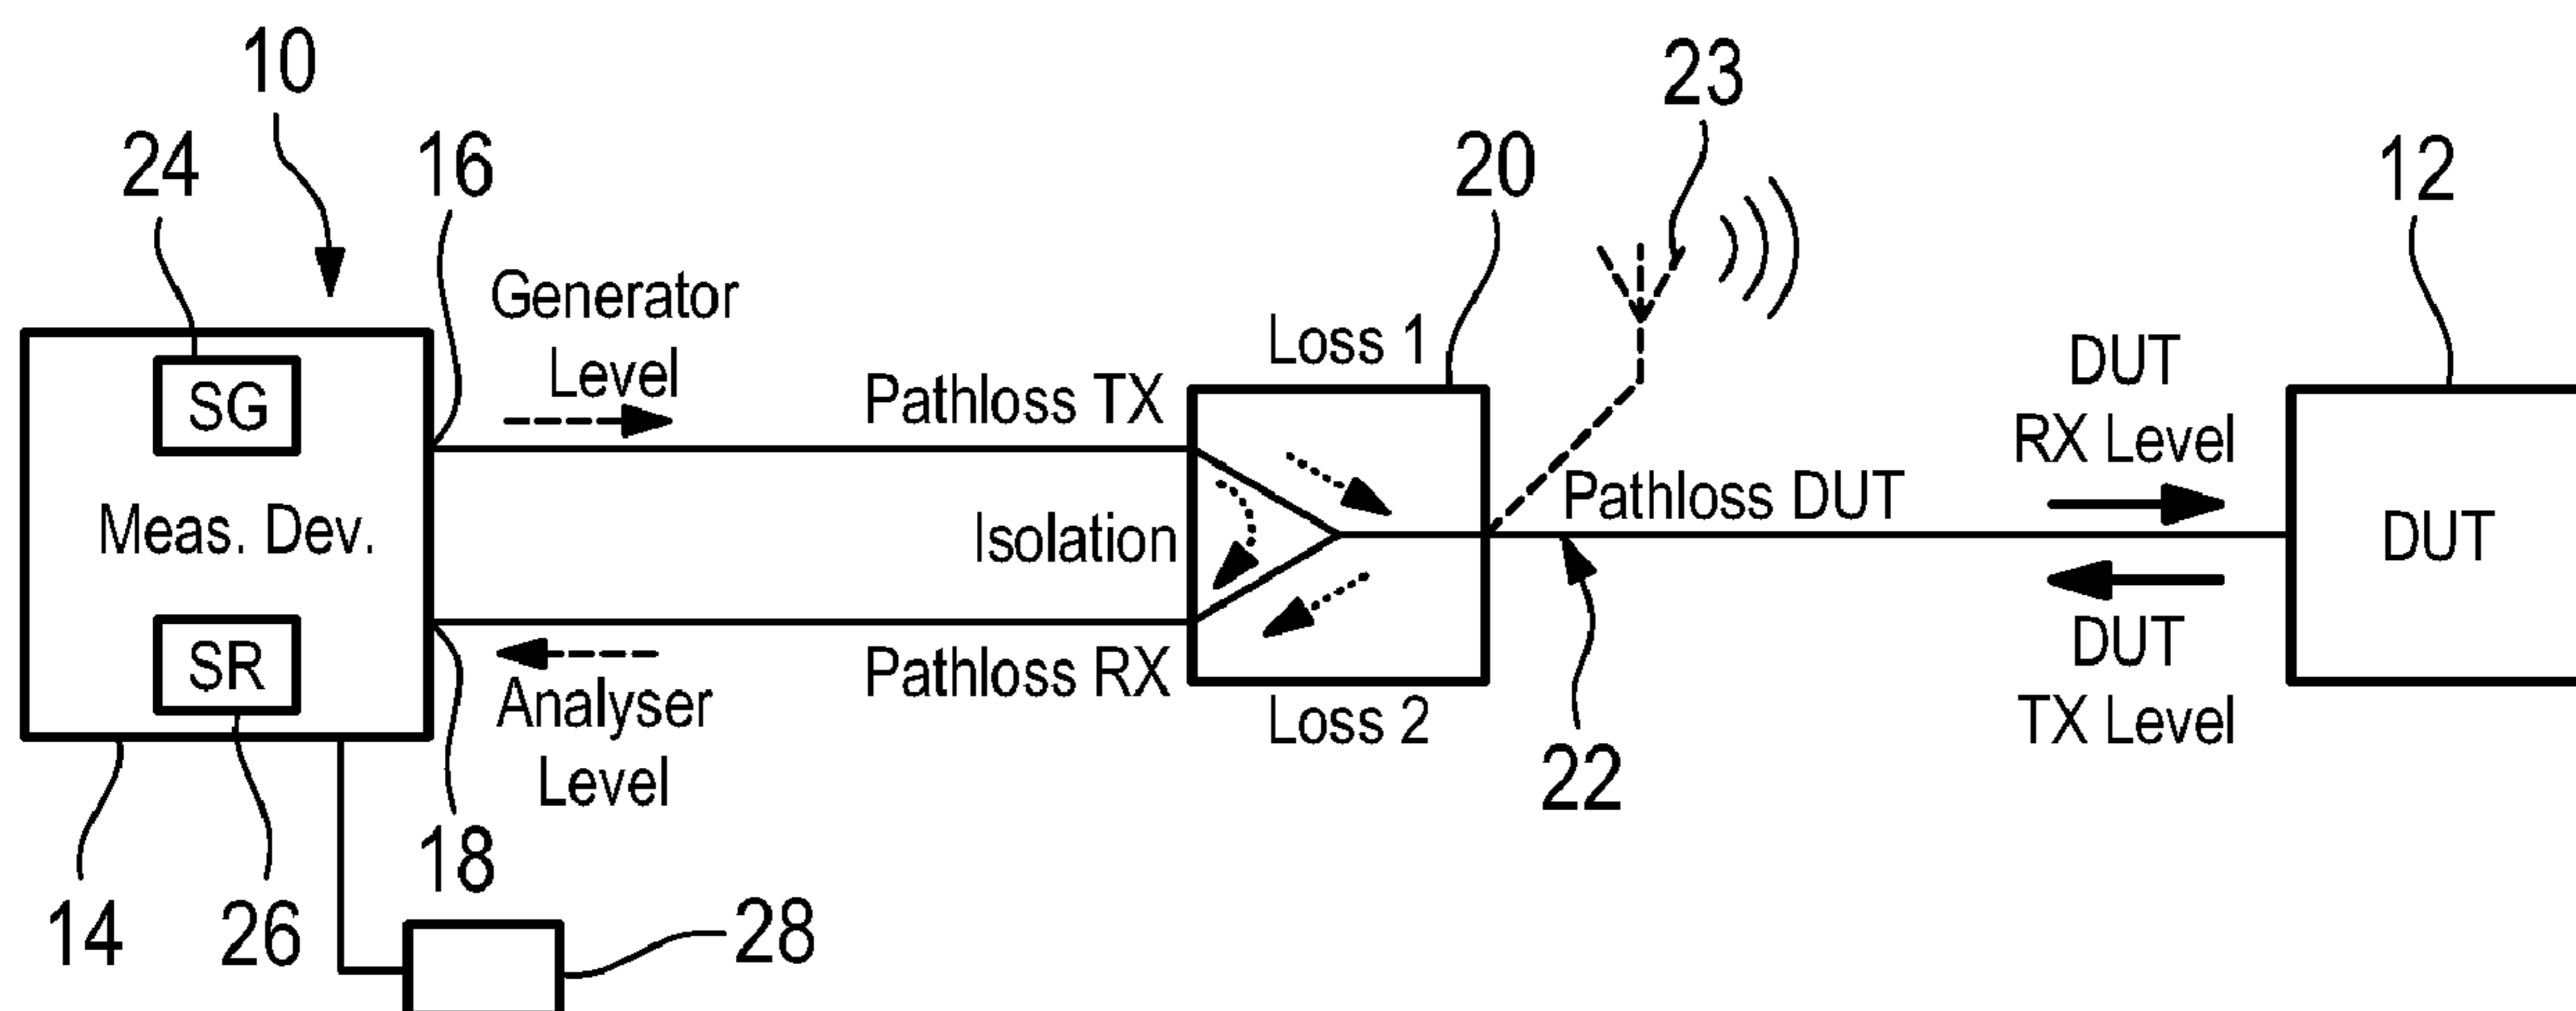 10
23
24
16
20
12
Generator
Level
Loss 1
DUT
RX Level
SG
Pathloss TX
Pathloss DUT
Meas. Dev.
Isolation
DUT
SR
Pathloss RX
Analyser
Level
Loss 2
DUT
TX Level
22
18
14
26
28